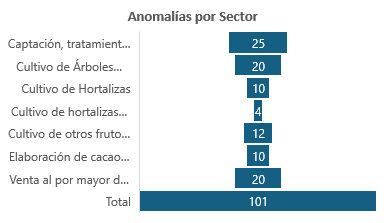 Anomalías por Sector
Captación, tratamient... 25
Cultivo de Árboles... 20
Cultivo de Hortalizas 10
Cultivo de hortalizas... 4
Cultivo de otros fruto... 12
Elaboración de cacao... 10
Venta al por mayor d... 20
Total 101